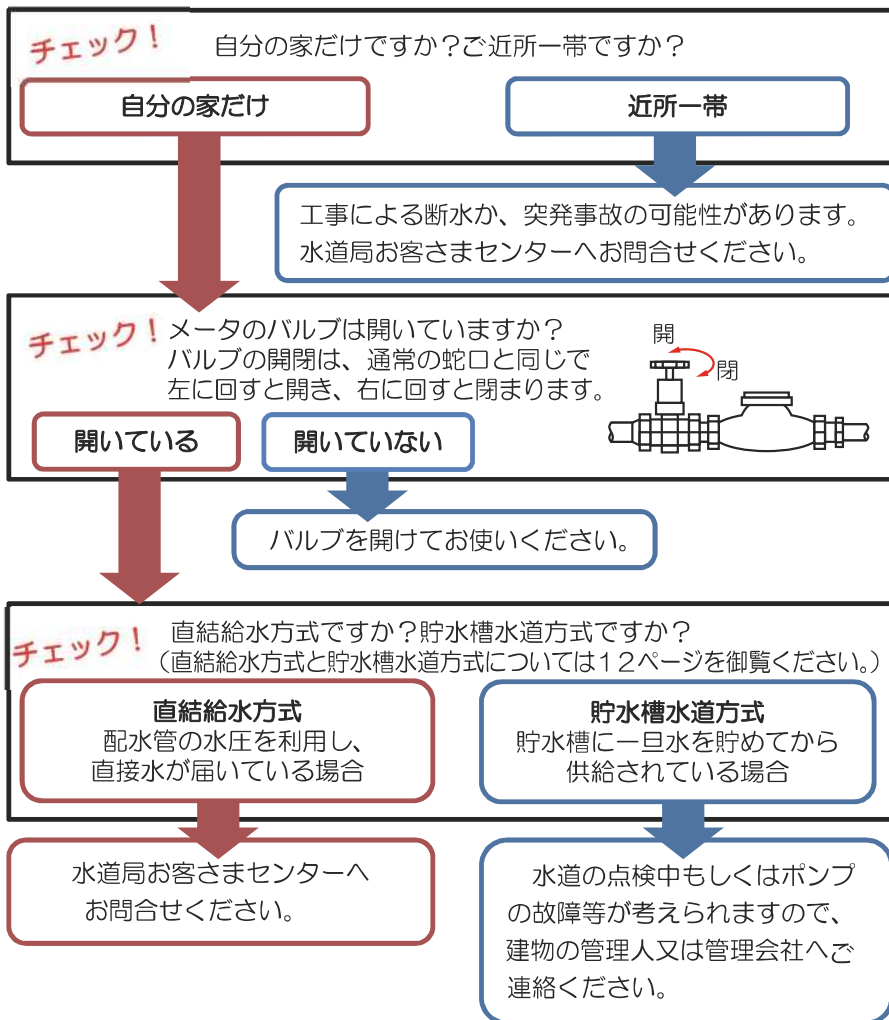 チェック!
自分の家だけですか?ご近所一帯ですか?
自分の家だけ
近所一帯
工事による断水か、突発事故の可能性があります。
水道局お客さまセンターへお問合せください。
チェック!
メータのバルブは開いていますか?
バルブの開閉は、通常の蛇口と同じで
左に回すと開き、右に回すと閉まります。
開
閉
開いている
開いていない
バルブを開けてお使いください。
チェック!
直結給水方式ですか?貯水槽水道方式ですか?
(直結給水方式と貯水槽水道方式については12ページを御覧ください。)
直結給水方式
配水管の水圧を利用し、
直接水が届いている場合
貯水槽水道方式
貯水槽に一旦水を貯めてから
供給されている場合
水道局お客さまセンターへ
お問合せください。
水道の点検中もしくはポンプ
の故障等が考えられますので、
建物の管理人又は管理会社へご
連絡ください。